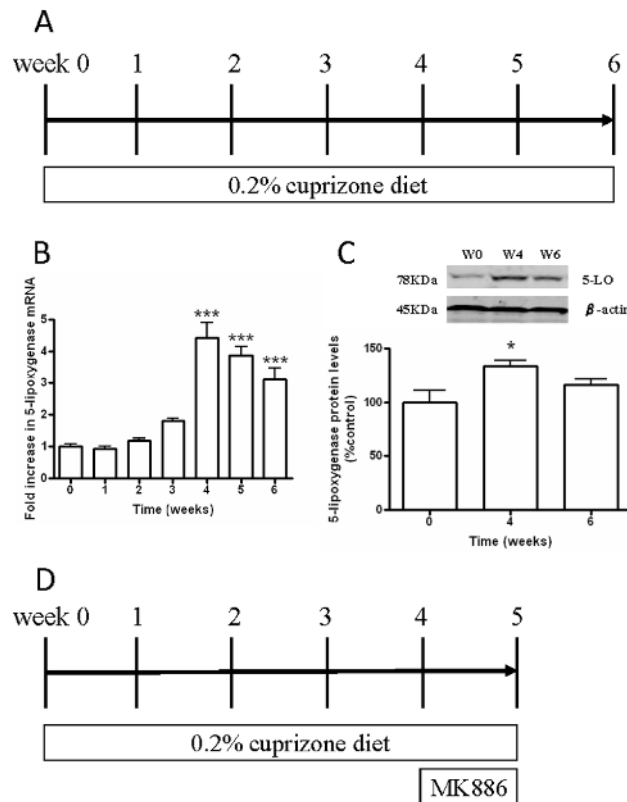 A
week 0 1 2 3 4 5 6
0.2% cuprizone diet
B
Fold increase in 5-lipoxygenase mRNA
5
4
3
2
1
0
*** *** ***
0 1 2 3 4 5 6
Time (weeks)
C
W0 W4 W6
78KDa 5-LO
45KDa β-actin
5-lipoxygenase protein levels
(%control)
150
100
50
0
*
0 4 6
Time (weeks)
D
week 0 1 2 3 4 5
0.2% cuprizone diet
MK886